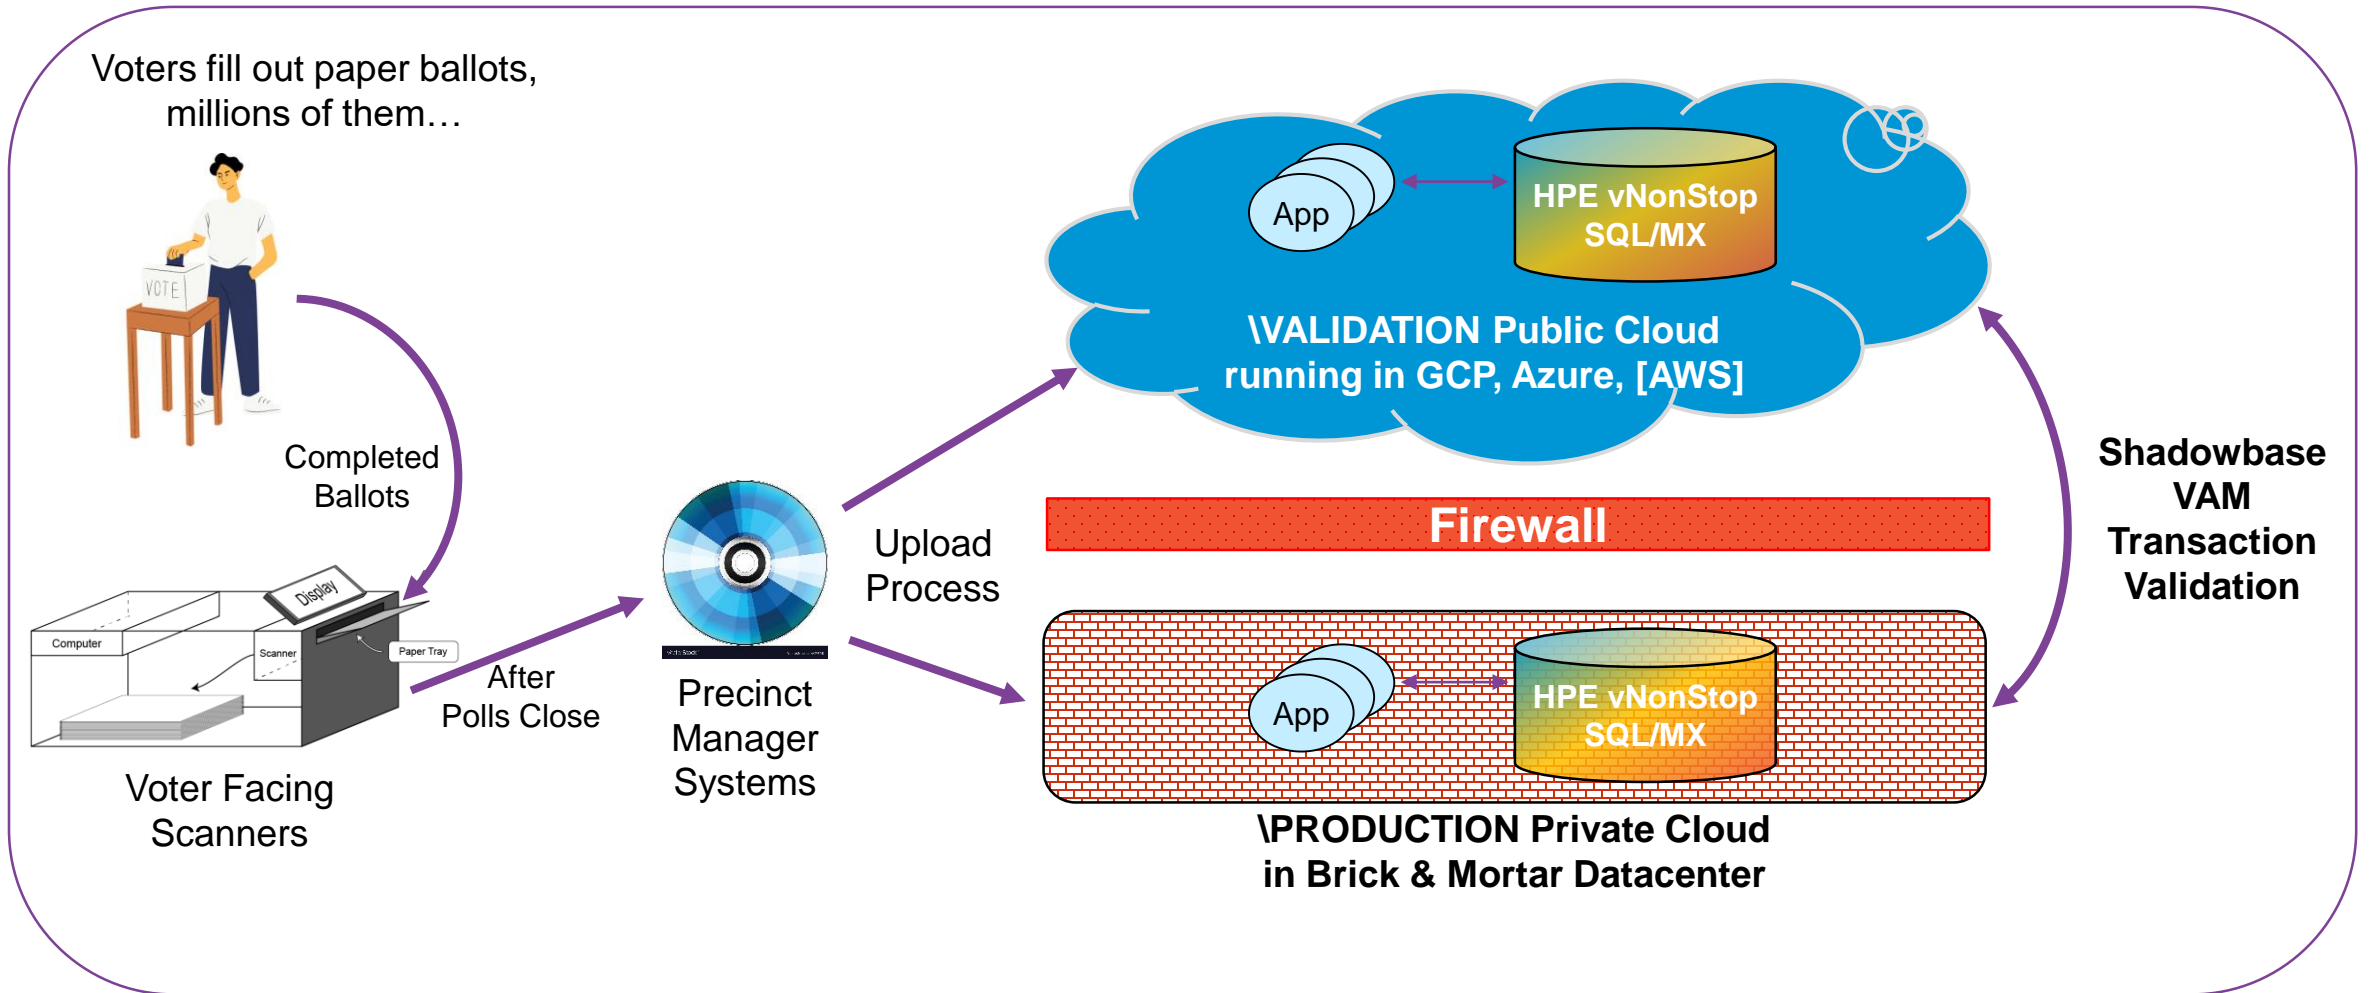 Voters fill out paper ballots,
millions of them…
VOTE
Completed
Ballots
Display
Computer
Scanner
Paper Tray
Voter Facing
Scanners
After
Polls Close
Precinct
Manager
Systems
Upload
Process
App
HPE vNonStop
SQL/MX
\VALIDATION Public Cloud
running in GCP, Azure, [AWS]
Firewall
App
HPE vNonStop
SQL/MX
\PRODUCTION Private Cloud
in Brick & Mortar Datacenter
Shadowbase
VAM
Transaction
Validation